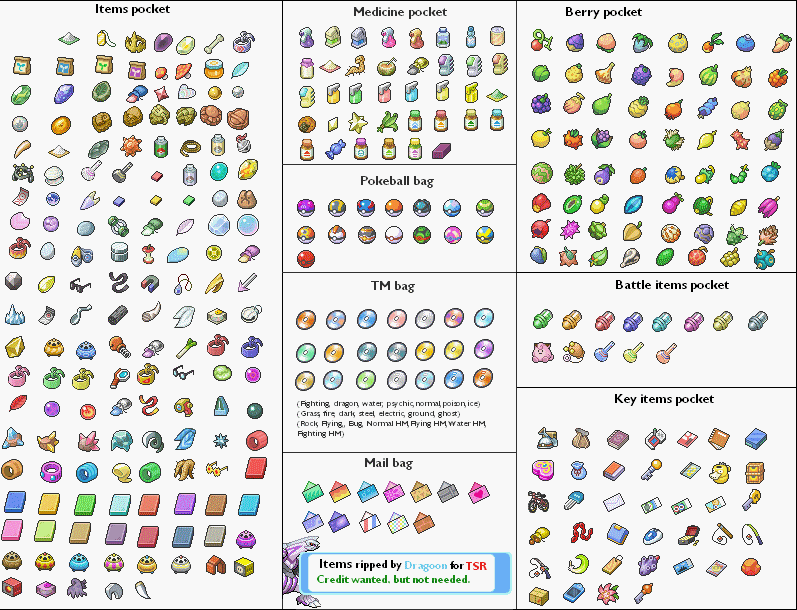 Items pocket
Medicine pocket
Berry pocket
Pokeball bag
TM bag
Battle items pocket
(Fighting, dragon, water, psychic,normal,poison,ice)
(Grass, fire, dark, steel, electric, ground, ghost)
(Rock, Flying,, Bug, Normal HM,Flying HM,Water HM,
Fighting HM)
Key items pocket
Mail bag
Items ripped by Dragoon for TSR
Credit wanted, but not needed.